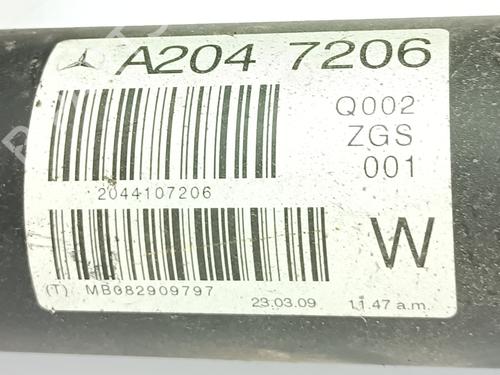 A204 7206
Q002
ZGS
001
2044107206
W
(T) MB082909797
23.03.09 11.47 a.m.